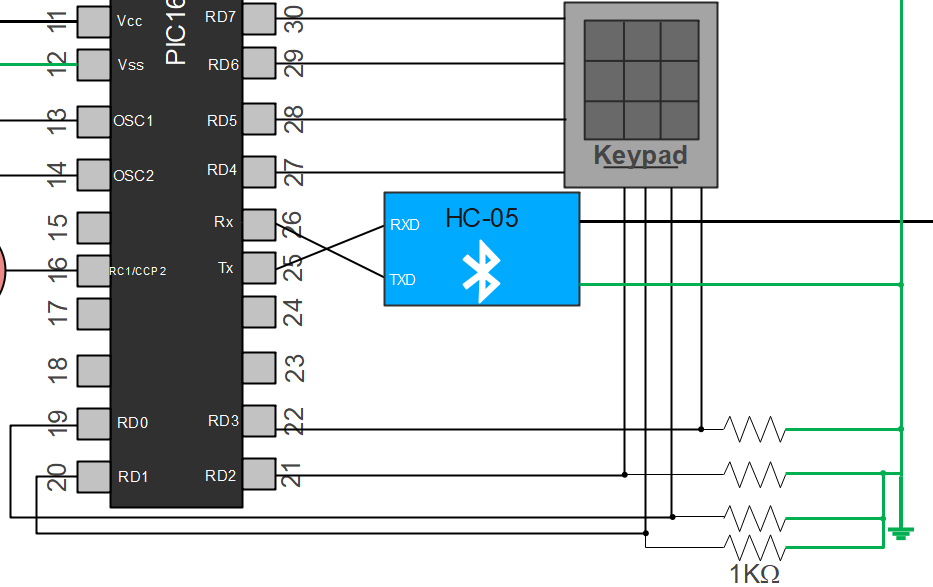 11
Vcc
PIC16
RD7
30
12
Vss
RD6
29
13
OSC1
RD5
28
Keypad
14
OSC2
RD4
27
15
Rx
26
RXD
HC-05
16
RC1/CCP2
Tx
25
TXD
17
24
18
23
19
RD0
RD3
22
20
RD1
RD2
21
1KΩ